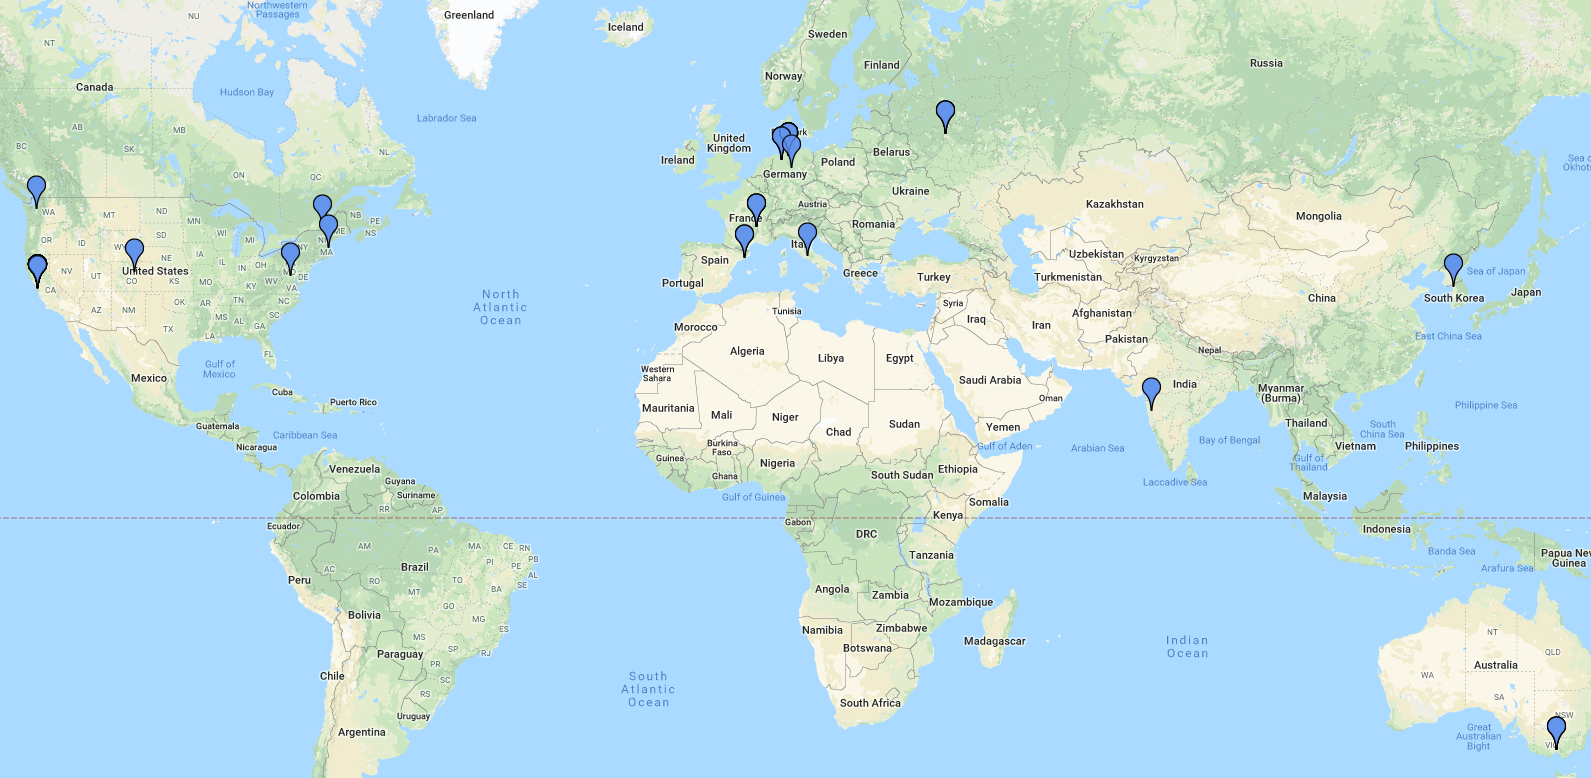 Northwestern
Passages
NU
Greenland
Iceland
Sweden
Finland
Norway
Russia
Canada
Hudson Bay
Labrador Sea
AB
MB
BC
SK
ON
QC
NL
United
Kingdom
Ireland
Belarus
Poland
Germany
Ukraine
Austria
France
Romania
Kazakhstan
Mongolia
Sea of
Okhots
WA
MT
ND
MN
NB
PE
NS
ME
OR
ID
SD
WI
IA
NE
IL
IN
OH
DE
United States
NV
UT
CO
KS
MO
KY
WV
VA
CA
AZ
NM
OK
AR
TN
NC
MS
AL
SC
GA
TX
LA
FL
MA
Spain
Portugal
Greece
Turkey
Uzbekistan
Turkmenistan
Kyrgyzstan
China
Sea of Japan
South Korea
Japan
North
Atlantic
Ocean
Tunisia
Morocco
Syria
Iraq
Iran
Afghanistan
Pakistan
Nepal
East China Sea
Gulf of
Mexico
Mexico
Cuba
Puerto Rico
Algeria
Libya
Egypt
Western
Sahara
Saudi Arabia
Oman
India
Myanmar
(Burma)
Philippine Sea
Guatemala
Caribbean Sea
Nicaragua
Mauritania
Mali
Niger
Chad
Sudan
Yemen
Gulf of Aden
Arabian Sea
Bay of Bengal
Thailand
South
China Sea
Vietnam
Philippines
Venezuela
Guyana
Suriname
Colombia
Guinea
Burkina
Faso
Ghana
Nigeria
South Sudan
Ethiopia
Gulf of
Thailand
Laccadive Sea
Malaysia
RR
AP
Ecuador
Gulf of Guinea
Gabon
DRC
Kenya
Somalia
Indonesia
Banda Sea
Papua New
Guinea
Arafura Sea
AM
PA
MA
CE
RN
PB
PE
AL
SE
PI
TO
BA
AC
RO
MT
GO
MG
ES
MS
SP
RJ
PR
SC
RS
Peru
Brazil
Bolivia
Paraguay
Chile
Uruguay
Argentina
Tanzania
Angola
Zambia
Mozambique
Namibia
Zimbabwe
Botswana
Madagascar
South Africa
South
Atlantic
Ocean
Indian
Ocean
NT
QLD
Australia
WA
SA
NSW
Great
Australian
Bight